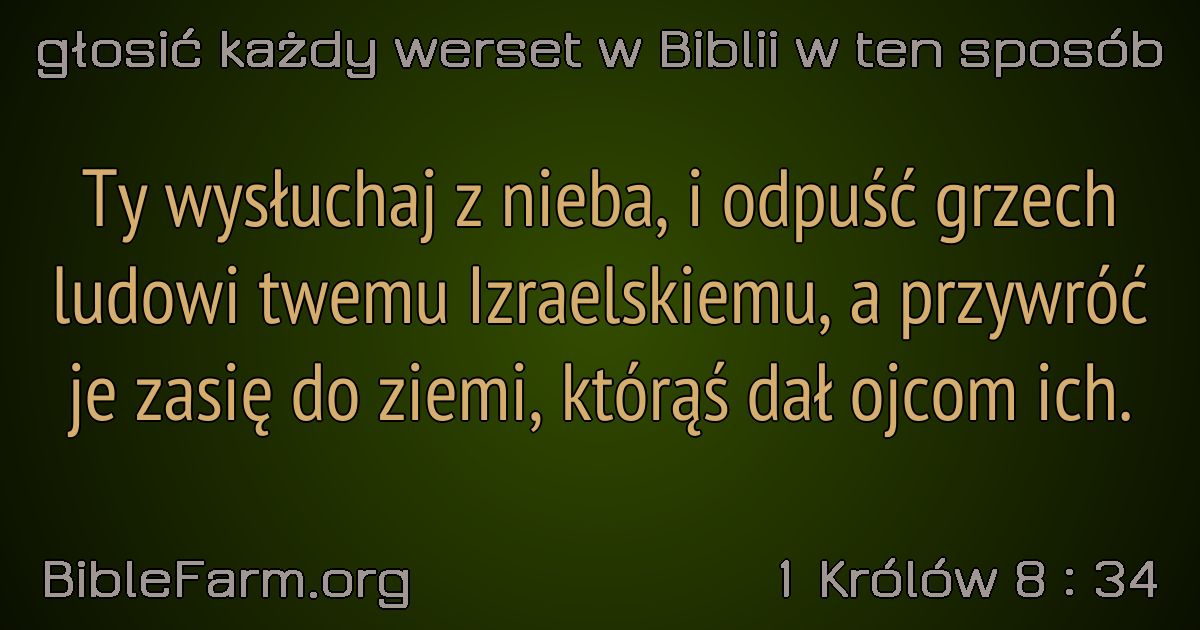 głosić każdy werset w Biblii w ten sposób
Ty wysłuchaj z nieba, i odpuść grzech
ludowi twemu Izraelskiemu, a przywróć
je zasię do ziemi, którąś dał ojcom ich.
BibleFarm.org
1 Królów 8 : 34